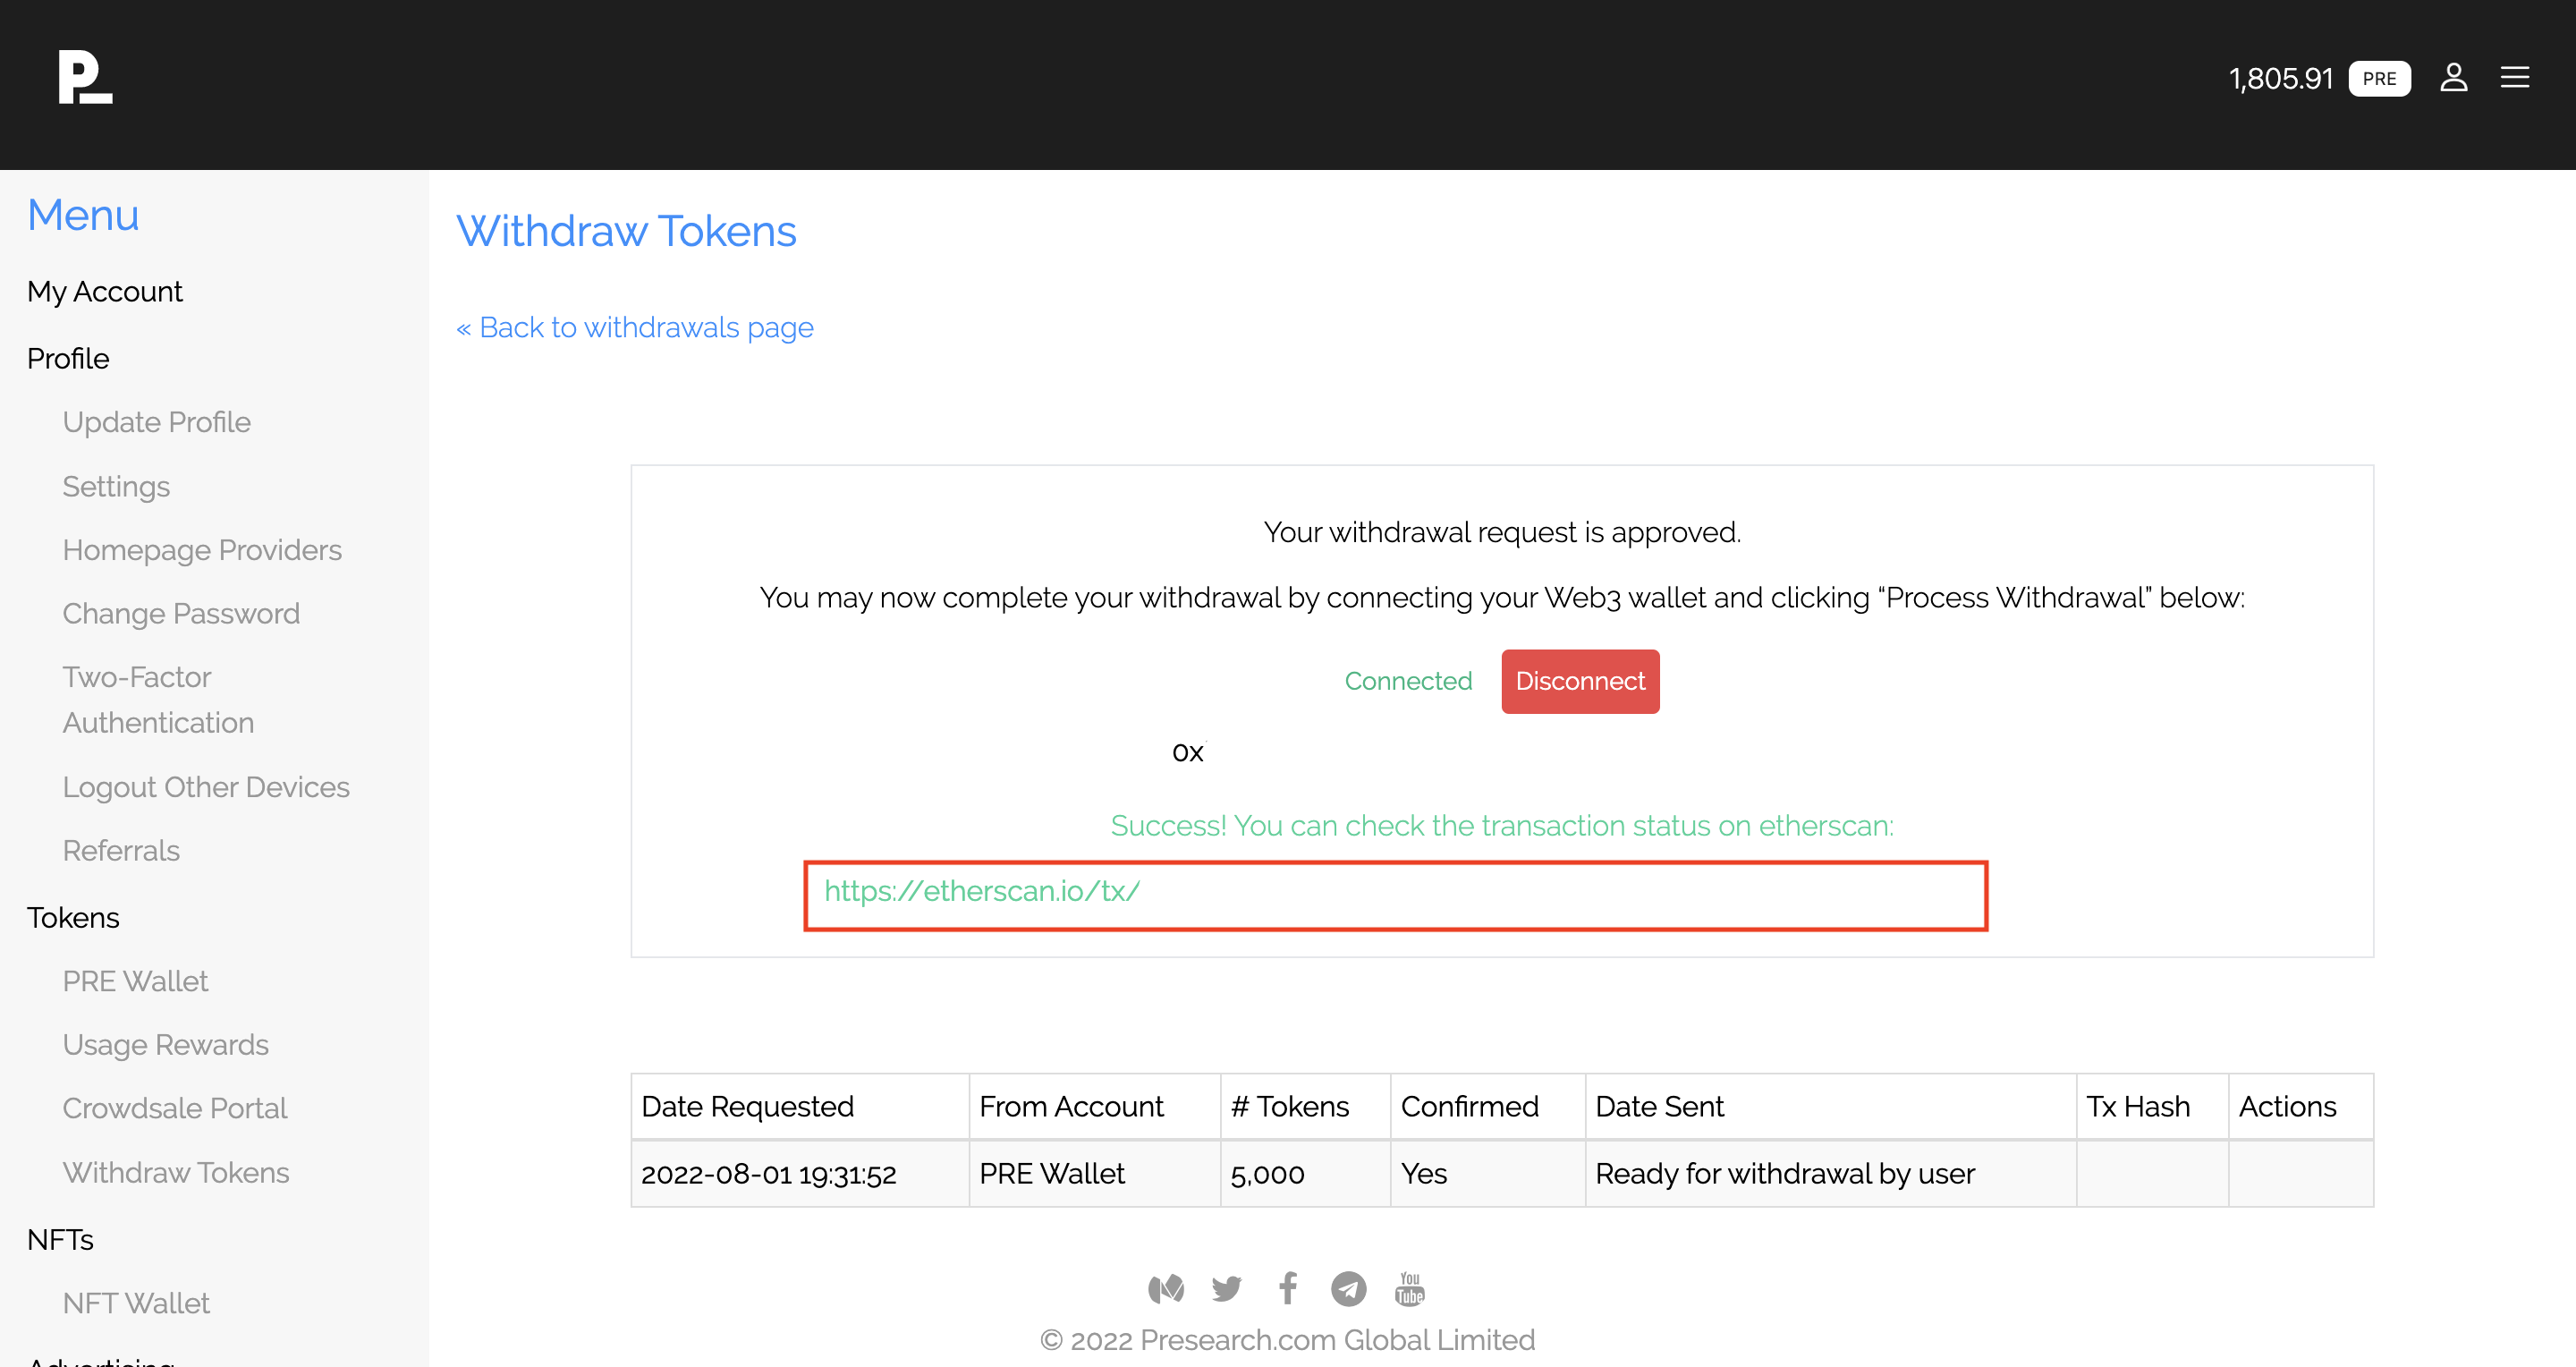 P_
1,805.91 PRE
Menu
My Account
Profile
Update Profile
Settings
Homepage Providers
Change Password
Two-Factor
Authentication
Logout Other Devices
Referrals
Tokens
PRE Wallet
Usage Rewards
Crowdsale Portal
Withdraw Tokens
NFTs
NFT Wallet
Advertising
Withdraw Tokens
« Back to withdrawals page
Your withdrawal request is approved.
You may now complete your withdrawal by connecting your Web3 wallet and clicking “Process Withdrawal” below:
Connected Disconnect
0x
Success! You can check the transaction status on etherscan:
https://etherscan.io/tx/
Date Requested From Account # Tokens Confirmed Date Sent Tx Hash Actions
2022-08-01 19:31:52 PRE Wallet 5,000 Yes Ready for withdrawal by user
You
Tube
© 2022 Presearch.com Global Limited